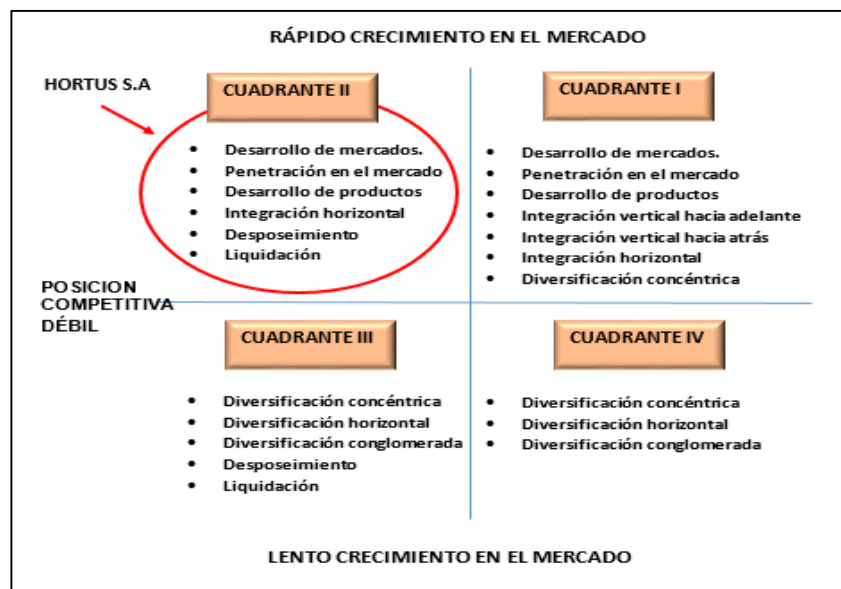 RÁPIDO CRECIMIENTO EN EL MERCADO
HORTUS S.A
CUADRANTE II
• Desarrollo de mercados.
• Penetración en el mercado
• Desarrollo de productos
• Integración horizontal
• Desposeimiento
• Liquidación
CUADRANTE I
• Desarrollo de mercados.
• Penetración en el mercado
• Desarrollo de productos
• Integración vertical hacia adelante
• Integración vertical hacia atrás
• Integración horizontal
• Diversificación concéntrica
POSICION
COMPETITIVA
DÉBIL
CUADRANTE III
• Diversificación concéntrica
• Diversificación horizontal
• Diversificación conglomerada
• Desposeimiento
• Liquidación
CUADRANTE IV
• Diversificación concéntrica
• Diversificación horizontal
• Diversificación conglomerada
LENTO CRECIMIENTO EN EL MERCADO